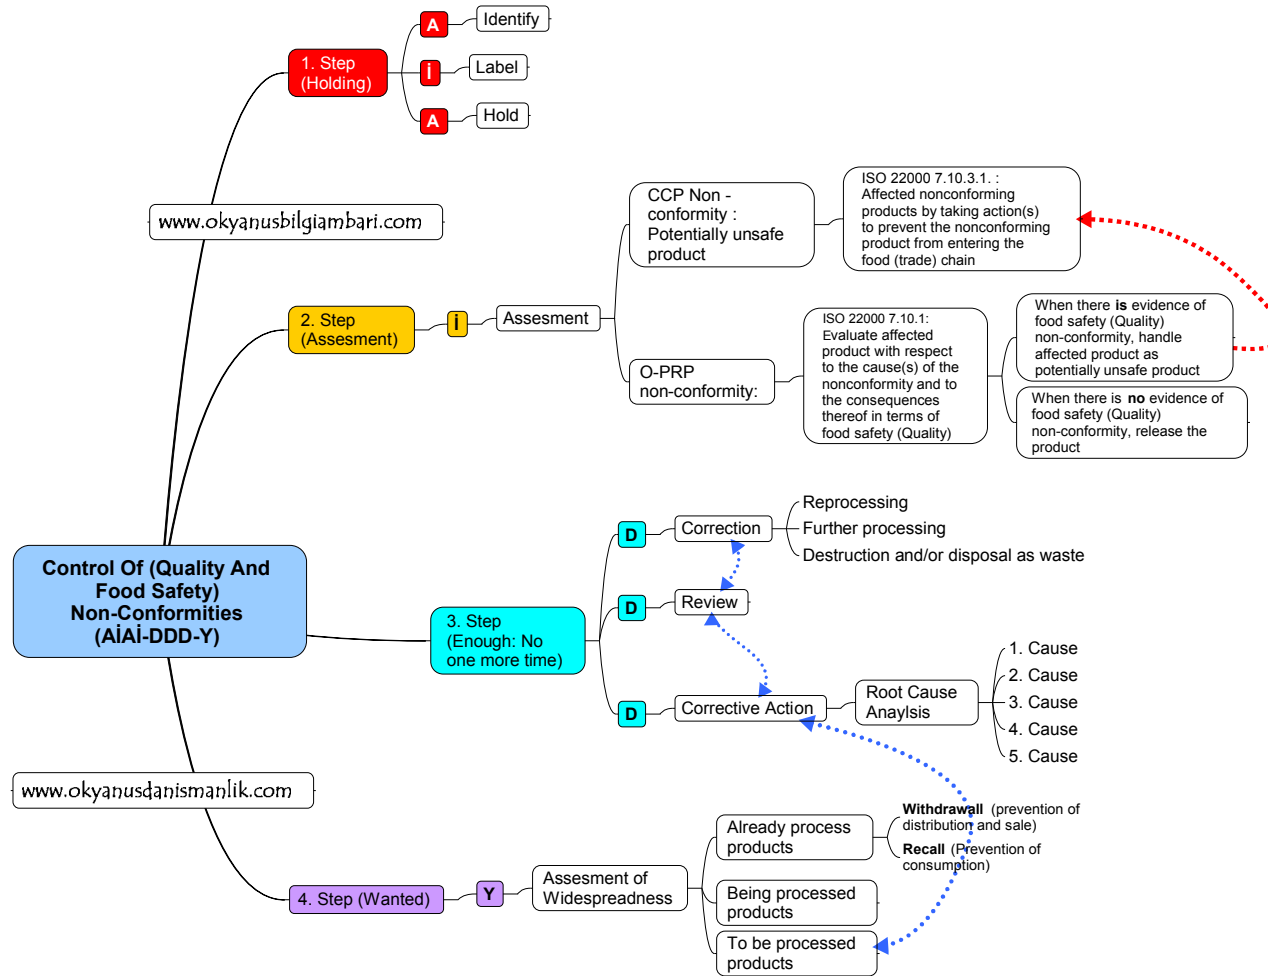 A
Identify
1. Step
(Holding)
İ
Label
A
Hold
www.okyanusbilgiambari.com
CCP Non -
conformity :
Potentially unsafe
product
ISO 22000 7.10.3.1. :
Affected nonconforming
products by taking action(s)
to prevent the nonconforming
product from entering the
food (trade) chain
2. Step
(Assesment)
İ
Assesment
O-PRP
non-conformity:
ISO 22000 7.10.1:
Evaluate affected
product with respect
to the cause(s) of the
nonconformity and to
the consequences
thereof in terms of
food safety (Quality)
When there is evidence of
food safety (Quality)
non-conformity, handle
affected product as
potentially unsafe product
When there is no evidence of
food safety (Quality)
non-conformity, release the
product
Control Of (Quality And
Food Safety)
Non-Conformities
(AİAİ-DDD-Y)
3. Step
(Enough: No
one more time)
D
Correction
Reprocessing
Further processing
Destruction and/or disposal as waste
D
Review
D
Corrective Action
Root Cause
Anaylsis
1. Cause
2. Cause
3. Cause
4. Cause
5. Cause
www.okyanusdanismanlik.com
4. Step (Wanted)
Y
Assesment of
Widespreadness
Already process
products
Withdrawall (prevention of
distribution and sale)
Recall (Prevention of
consumption)
Being processed
products
To be processed
products